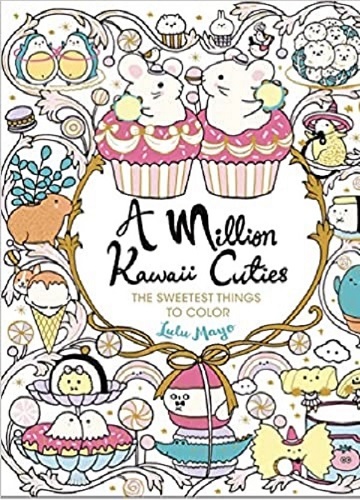 A Million
Kawaii Cuties
THE SWEETEST THINGS
TO COLOR
Lulu Mayo